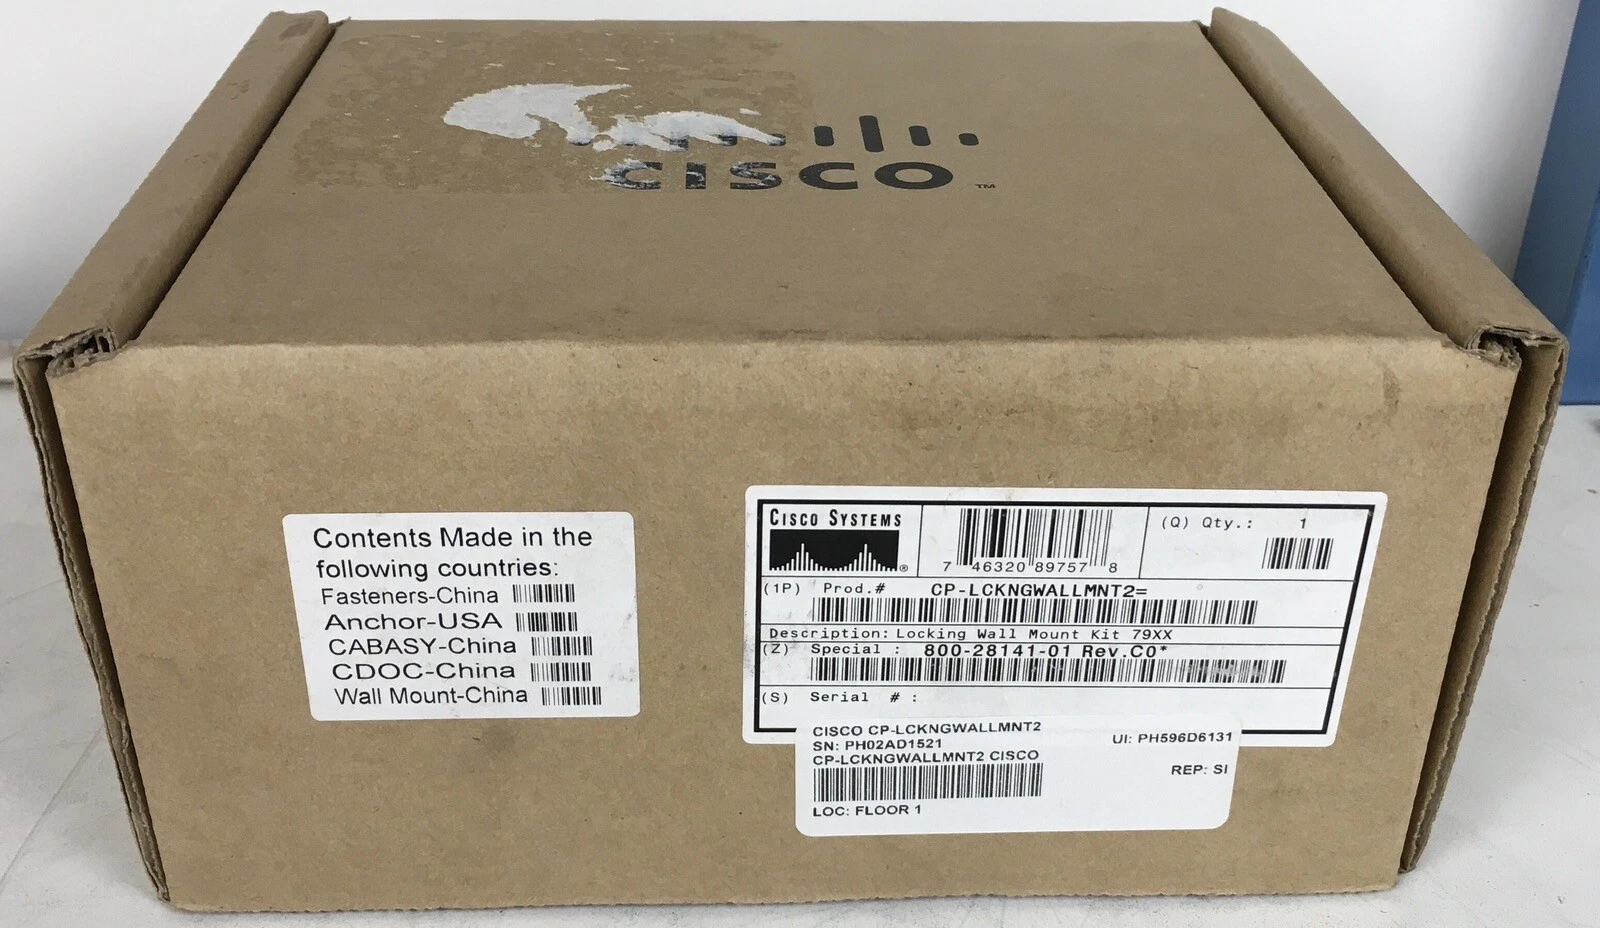 CISCO ™
Contents Made in the
following countries:
Fasteners-China
Anchor-USA
CABASY-China
CDOC-China
Wall Mount-China
CISCO SYSTEMS
®
7 46320 89757 8
(Q) Qty.: 1
(1P) Prod.# CP-LCKNGWALLMNT2=
Description: Locking Wall Mount Kit 79XX
(Z) Special : 800-28141-01 Rev.C0*
(S) Serial # :
CISCO CP-LCKNGWALLMNT2
SN: PH02AD1521 UI: PH596D6131
CP-LCKNGWALLMNT2 CISCO
REP: SI
LOC: FLOOR 1